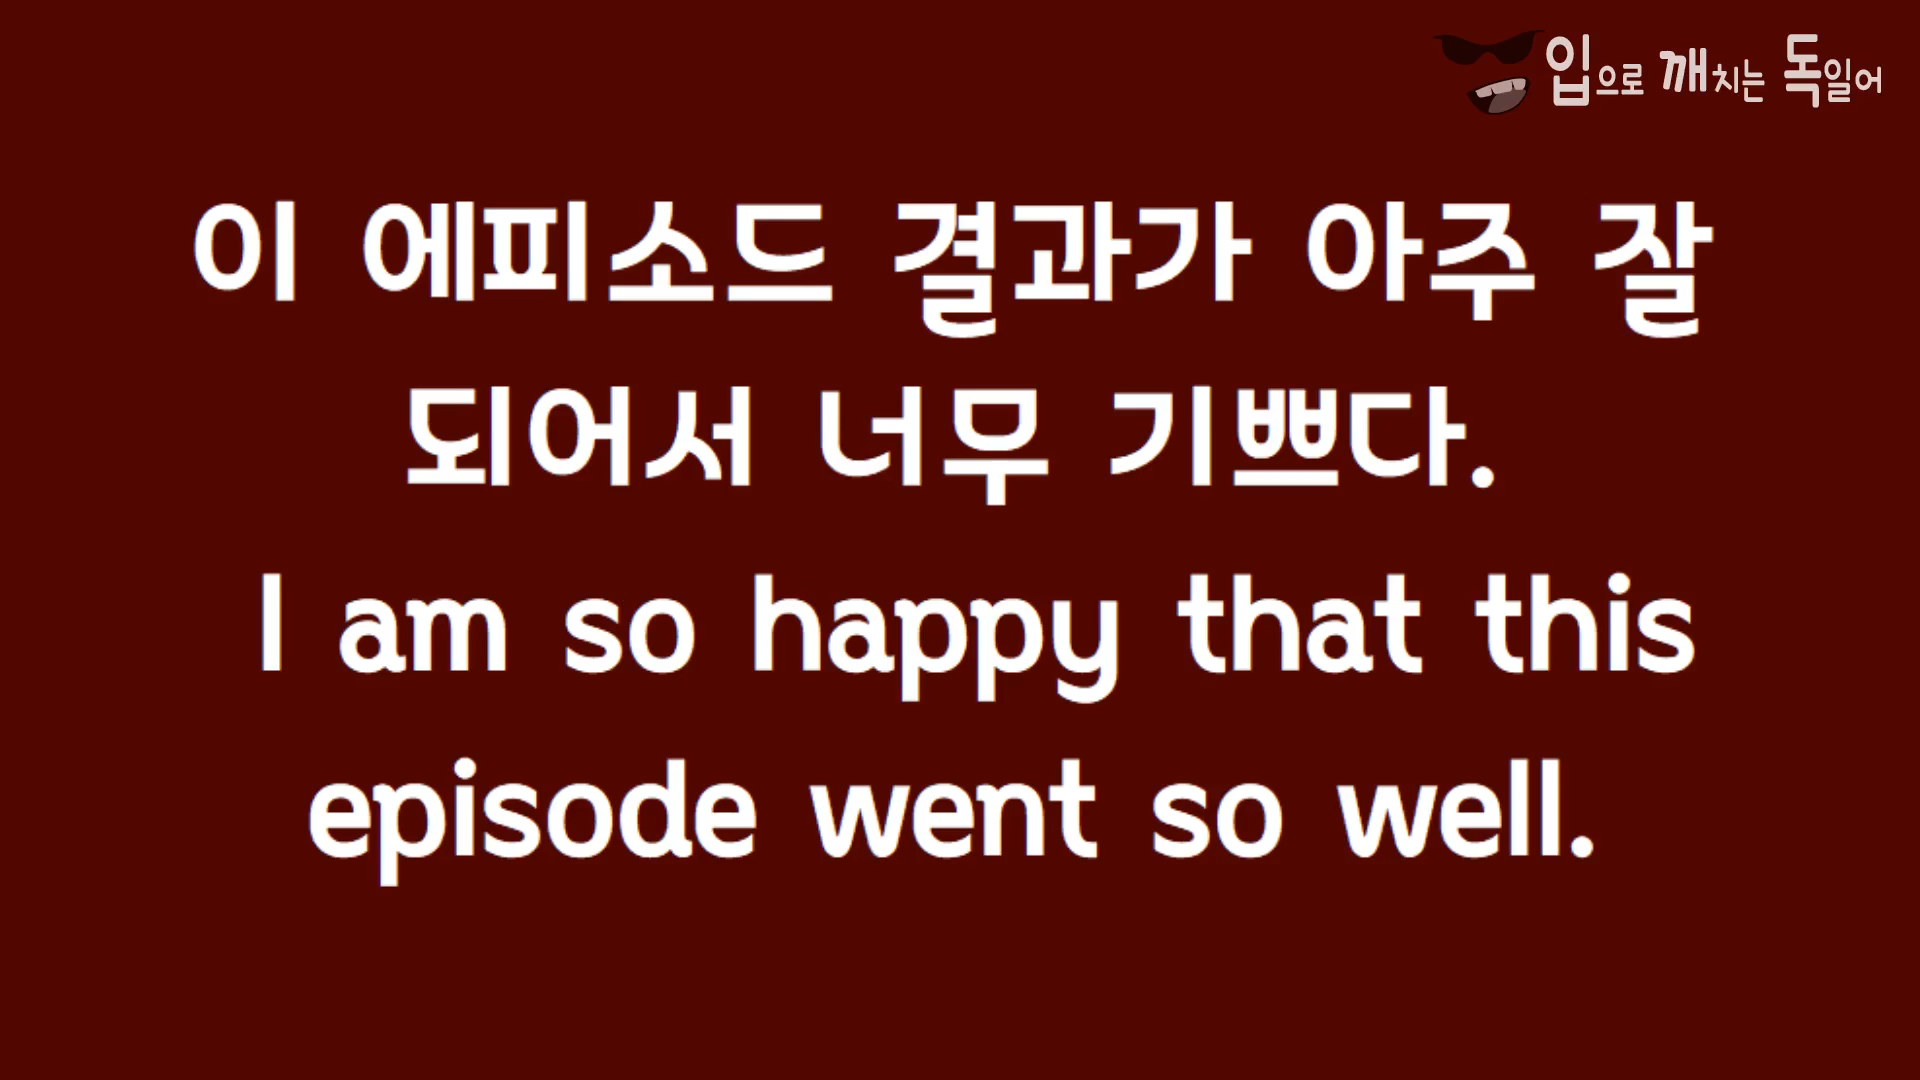 입으로 깨치는 독일어
이 에피소드 결과가 아주 잘
되어서 너무 기쁘다.
I am so happy that this
episode went so well.